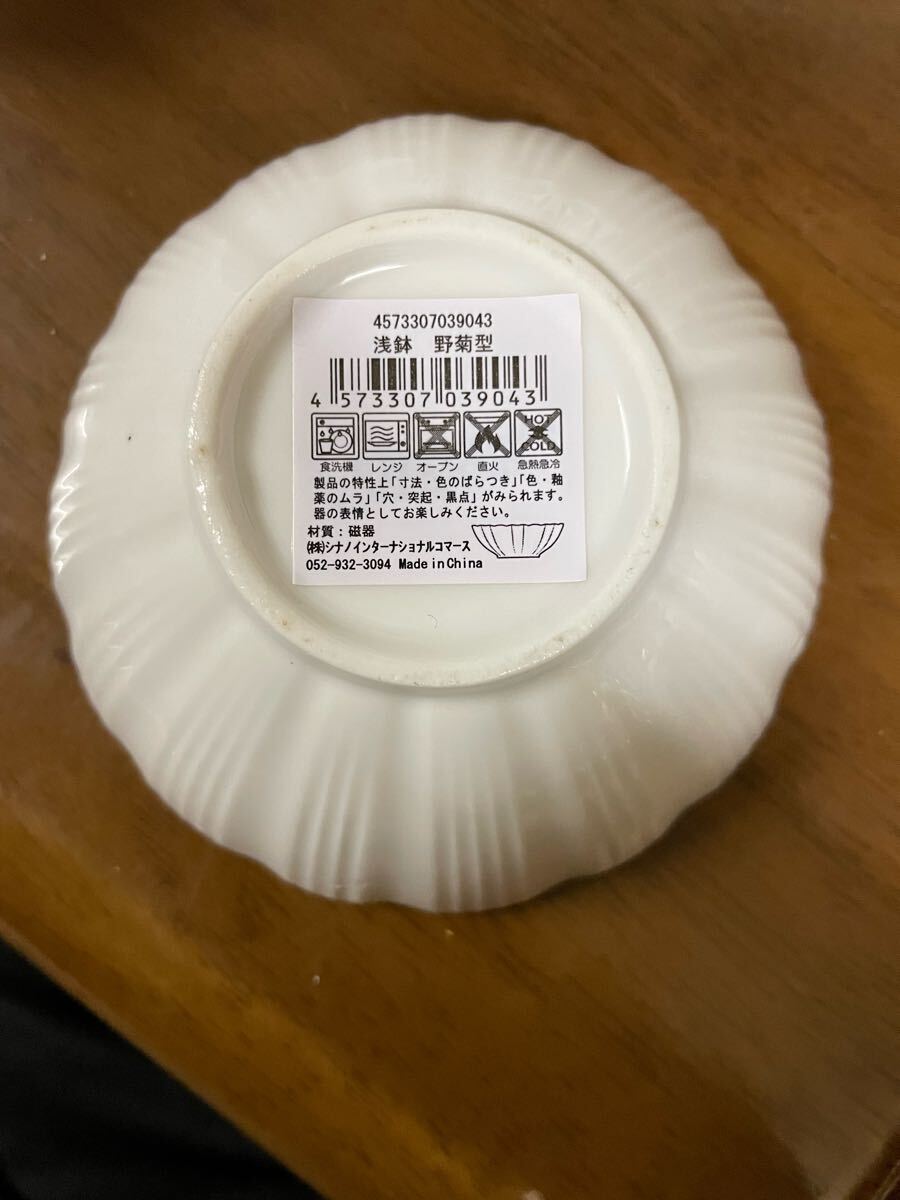 4573307039043
浅鉢 野菊型
4 573307 039043
HOT COLD
食洗機 レンジ オーブン 直火 急熱急冷
製品の特性上「寸法・色のばらつき」「色・釉
薬のムラ」「穴・突起・黒点」がみられます。
器の表情としてお楽しみください。
材質：磁器
㈱シナノインターナショナルコマース
052-932-3094 Made in China